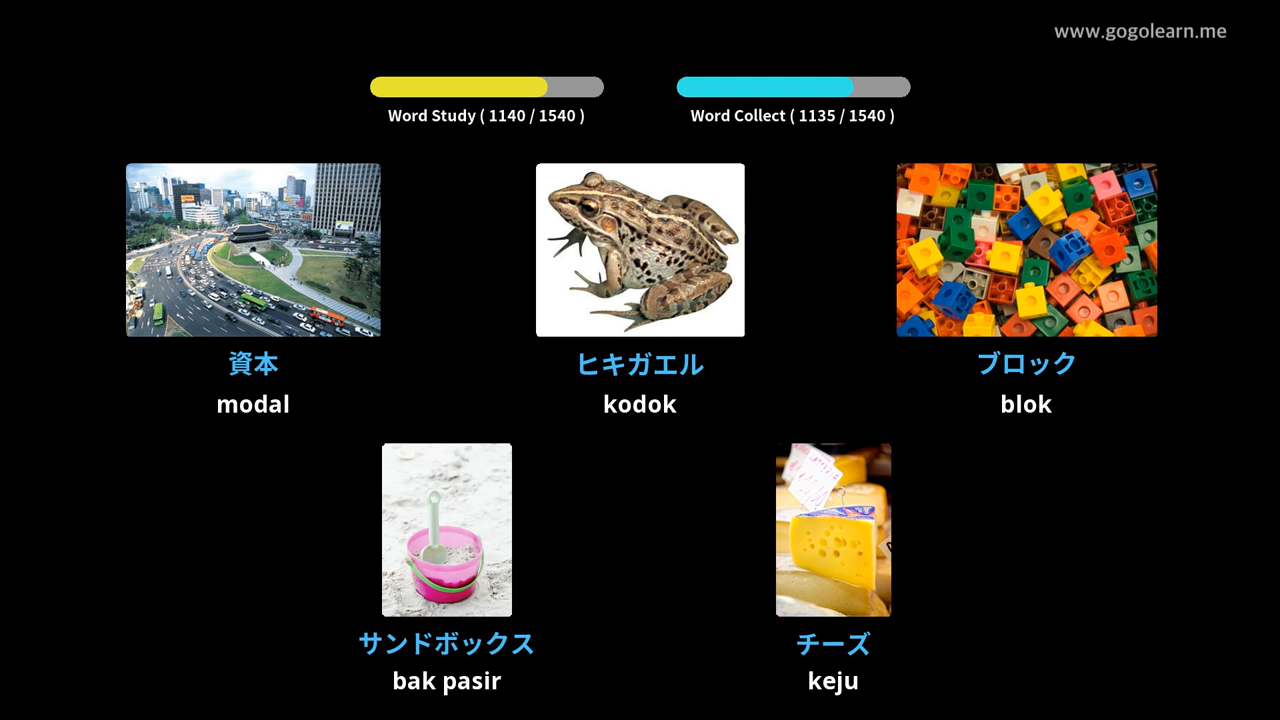 www.gogolearn.me
Word Study ( 1140 / 1540 )
Word Collect ( 1135 / 1540 )
資本
modal
ヒキガエル
kodok
ブロック
blok
サンドボックス
bak pasir
チーズ
keju